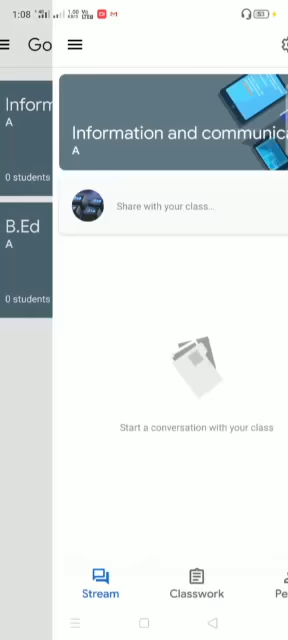 1:08
53
Go
Inform
A
0 students
B.Ed
A
0 students
Information and communica
A
Share with your class...
Start a conversation with your class
Stream
Classwork
Pe